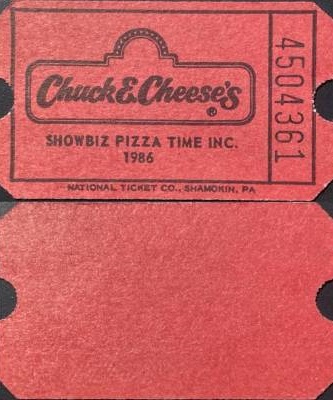 Chuck E. Cheese's ®
SHOWBIZ PIZZA TIME INC.
1986
NATIONAL TICKET CO., SHAMOKIN, PA
4504361